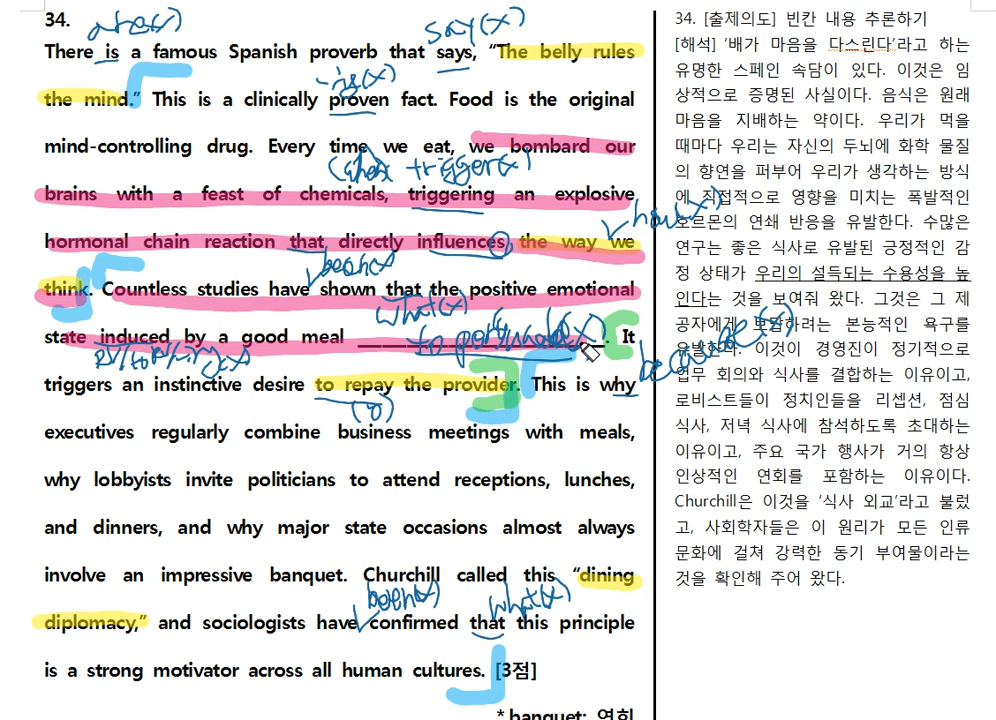 34.
are(x)
say(x)
There is a famous Spanish proverb that says, “The belly rules
-ing(x)
the mind.” This is a clinically proven fact. Food is the original
mind-controlling drug. Every time we eat, we bombard our
trigger(x)
brains with a feast of chemicals, triggering an explosive
how(x)
hormonal chain reaction that directly influences the way we
been(x)
think. Countless studies have shown that the positive emotional
what(x)
state induced by a good meal ____________. It
because(x)
triggers an instinctive desire to repay the provider. This is why
(o)
executives regularly combine business meetings with meals,
why lobbyists invite politicians to attend receptions, lunches,
and dinners, and why major state occasions almost always
involve an impressive banquet. Churchill called this “dining
been(x)
what(x)
diplomacy,” and sociologists have confirmed that this principle
is a strong motivator across all human cultures. [3점]
* banquet: 연회
34. [출제의도] 빈칸 내용 추론하기
[해석] ‘배가 마음을 다스린다’라고 하는
유명한 스페인 속담이 있다. 이것은 임
상적으로 증명된 사실이다. 음식은 원래
마음을 지배하는 약이다. 우리가 먹을
때마다 우리는 자신의 두뇌에 화학 물질
의 향연을 퍼부어 우리가 생각하는 방식
에 직접적으로 영향을 미치는 폭발적인
호르몬의 연쇄 반응을 유발한다. 수많은
연구는 좋은 식사로 유발된 긍정적인 감
정 상태가 우리의 설득되는 수용성을 높
인다는 것을 보여줘 왔다. 그것은 그 제
공자에게 보답하려는 본능적인 욕구를
유발한다. 이것이 경영진이 정기적으로
업무 회의와 식사를 결합하는 이유이고,
로비스트들이 정치인들을 리셉션, 점심
식사, 저녁 식사에 참석하도록 초대하는
이유이고, 주요 국가 행사가 거의 항상
인상적인 연회를 포함하는 이유이다.
Churchill은 이것을 ‘식사 외교’라고 불렀
고, 사회학자들은 이 원리가 모든 인류
문화에 걸쳐 강력한 동기 부여물이라는
것을 확인해 주어 왔다.